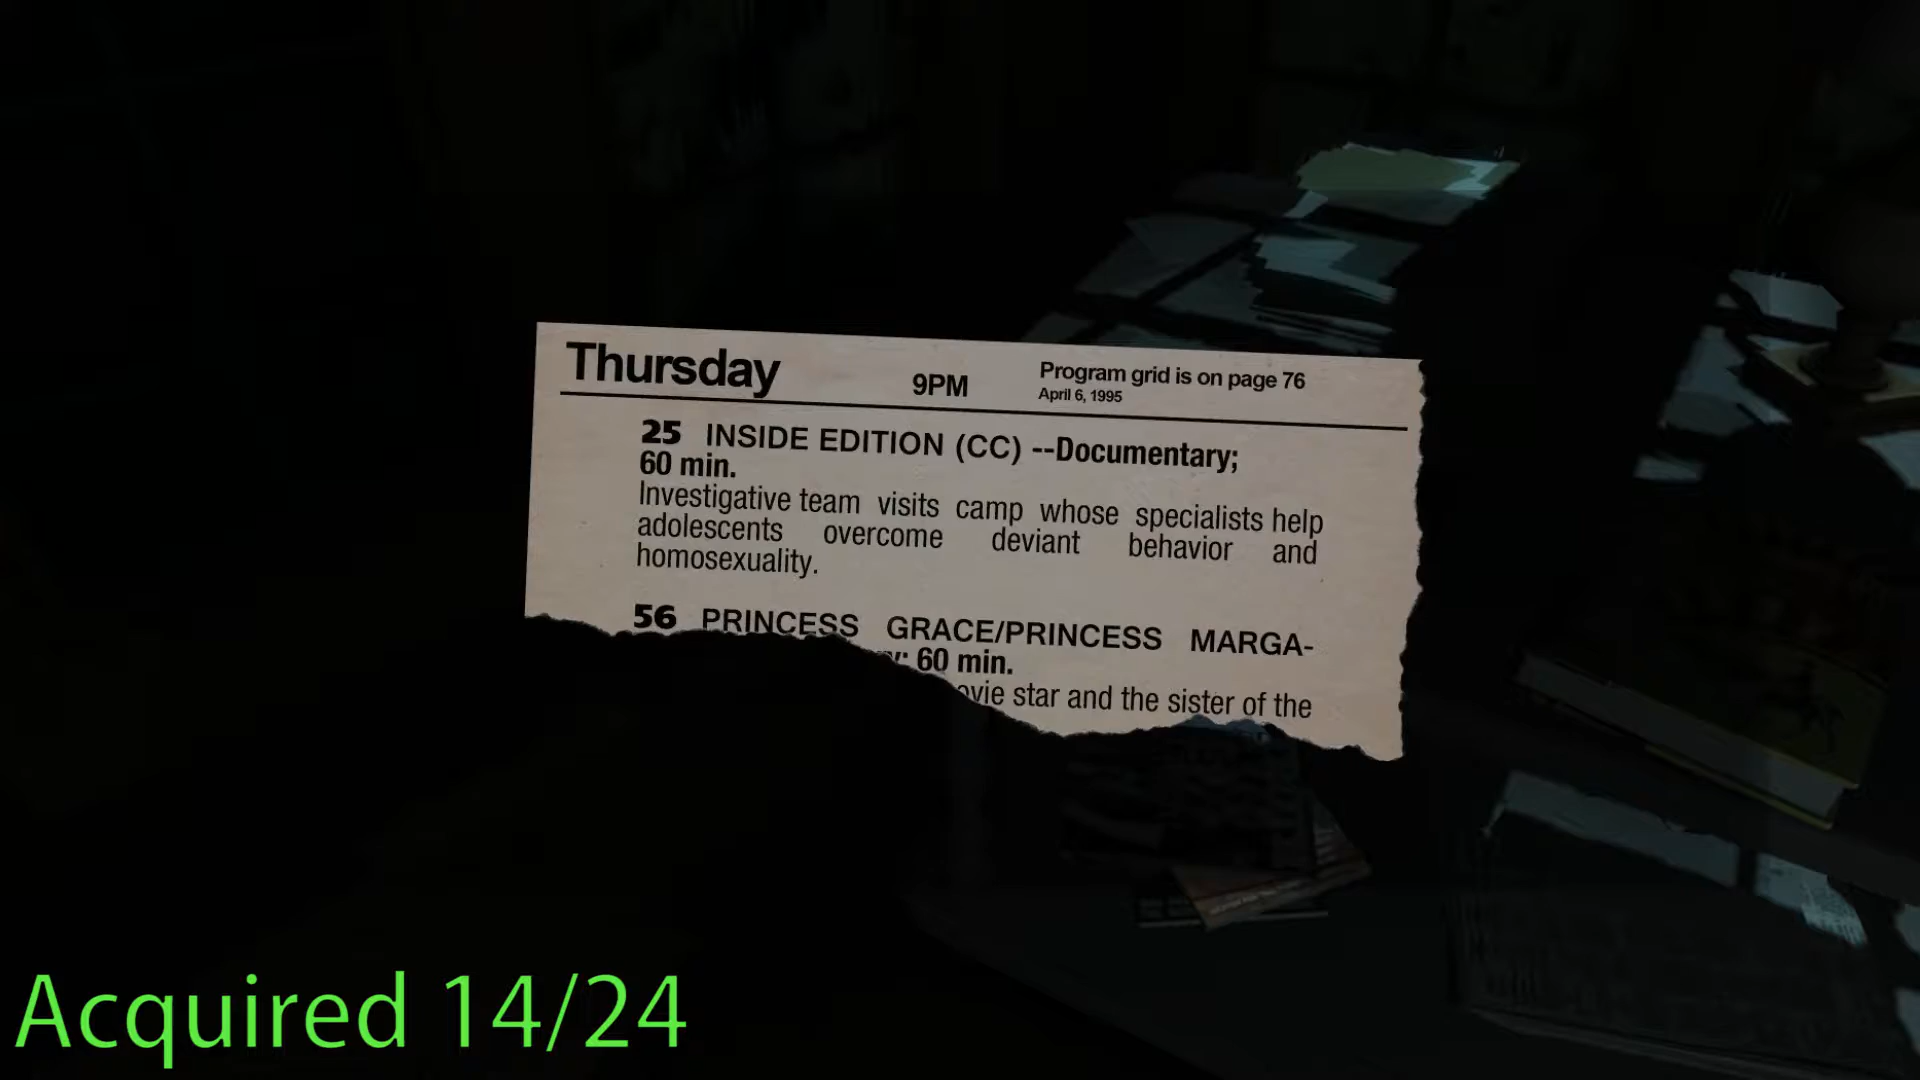 Thursday 9PM Program grid is on page 76
April 6, 1995
25 INSIDE EDITION (CC) --Documentary;
60 min.
Investigative team visits camp whose specialists help
adolescents overcome deviant behavior and
homosexuality.
56 PRINCESS GRACE/PRINCESS MARGA-
60 min.
star and the sister of the
Acquired 14/24